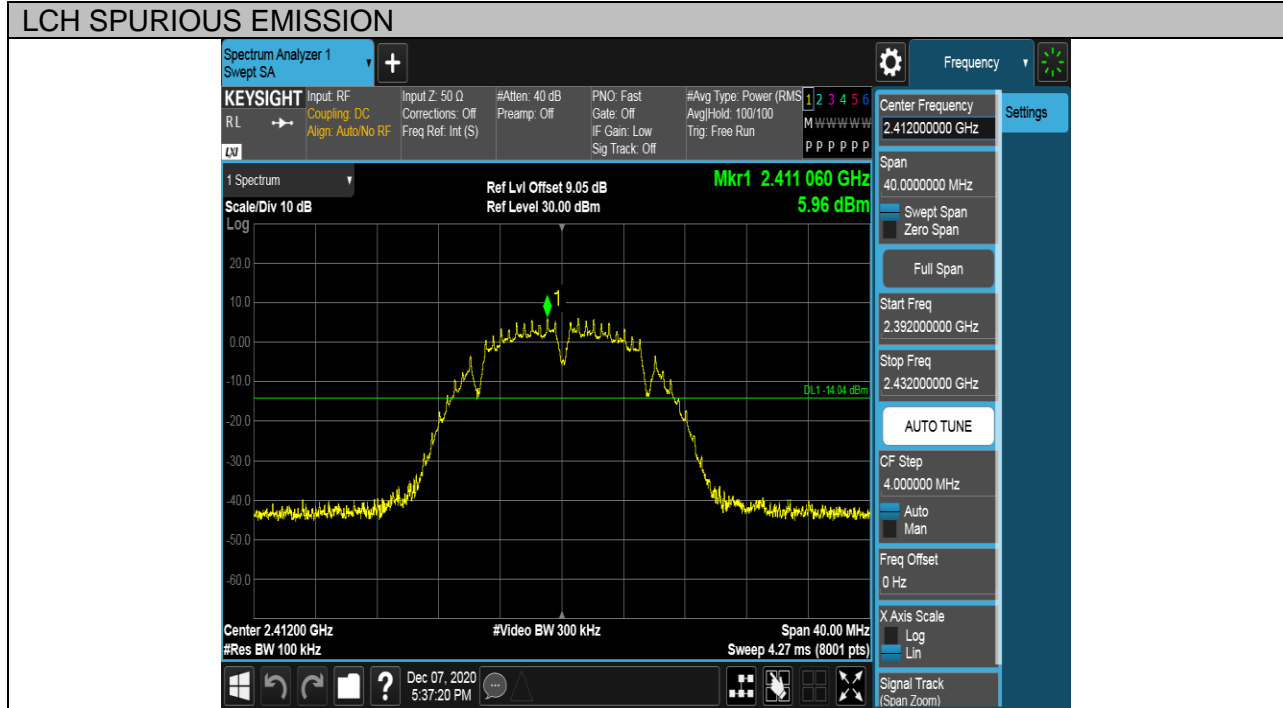 LCH SPURIOUS EMISSION
Spectrum Analyzer 1
Swept SA
Frequency
KEYSIGHT
RL
LXI
Input: RF
Coupling: DC
Align: Auto/No RF
Input Z: 50 Ω
Corrections: Off
Freq Ref: Int (S)
#Atten: 40 dB
Preamp: Off
PNO: Fast
Gate: Off
IF Gain: Low
Sig Track: Off
#Avg Type: Power (RMS
Avg|Hold: 100/100
Trig: Free Run
1 2 3 4 5 6
M W W W W W
P P P P P P
1 Spectrum
Scale/Div 10 dB
Log
Ref Lvl Offset 9.05 dB
Ref Level 30.00 dBm
Mkr1 2.411 060 GHz
5.96 dBm
20.0
10.0
0.00
-10.0
-20.0
-30.0
-40.0
-50.0
-60.0
1
DL1 -14.04 dBm
Center 2.41200 GHz
#Res BW 100 kHz
#Video BW 300 kHz
Span 40.00 MHz
Sweep 4.27 ms (8001 pts)
Dec 07, 2020
5:37:20 PM
?
Center Frequency
2.412000000 GHz
Settings
Span
40.0000000 MHz
Swept Span
Zero Span
Full Span
Start Freq
2.392000000 GHz
Stop Freq
2.432000000 GHz
AUTO TUNE
CF Step
4.000000 MHz
Auto
Man
Freq Offset
0 Hz
X Axis Scale
Log
Lin
Signal Track
(Span Zoom)